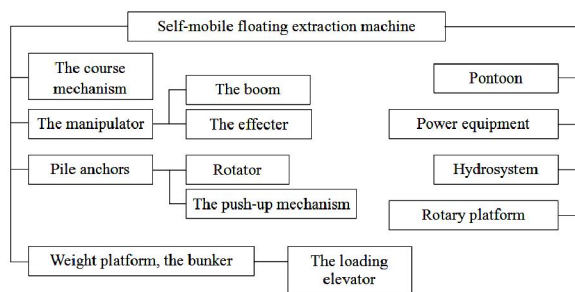 Self-mobile floating extraction machine
The course
mechanism
The boom
Pontoon
The manipulator
The effecter
Power equipment
Pile anchors
Rotator
Hydrosystem
The push-up mechanism
Rotary platform
Weight platform, the bunker
The loading
elevator